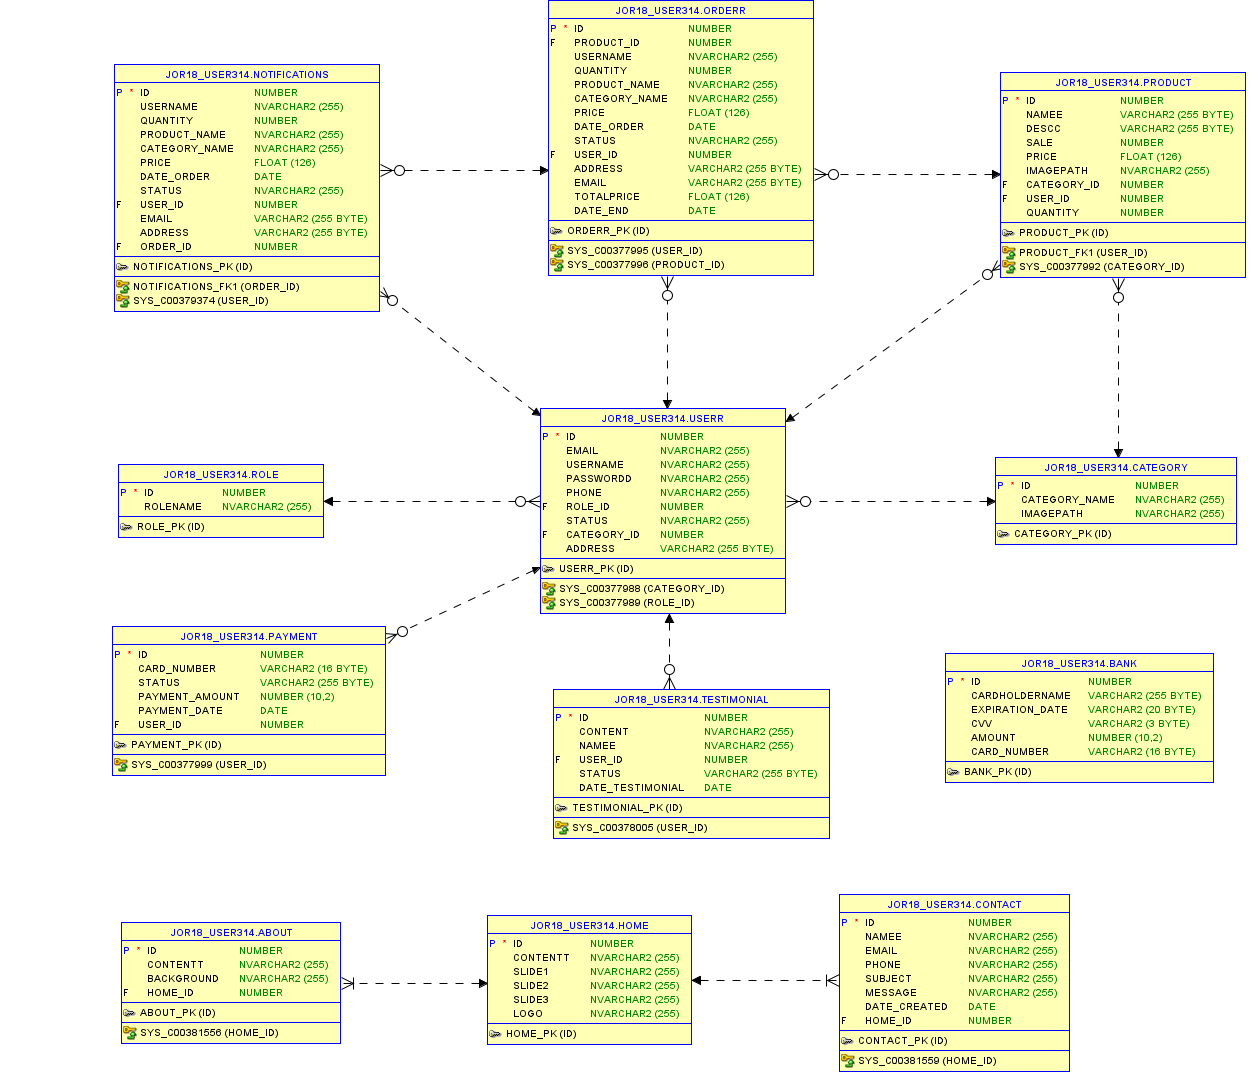 JOR18_USER314.ORDERR
P * ID NUMBER
F PRODUCT_ID NUMBER
USERNAME NVARCHAR2 (255)
QUANTITY NUMBER
PRODUCT_NAME NVARCHAR2 (255)
CATEGORY_NAME NVARCHAR2 (255)
PRICE FLOAT (126)
DATE_ORDER DATE
STATUS NVARCHAR2 (255)
F USER_ID NUMBER
ADDRESS VARCHAR2 (255 BYTE)
EMAIL VARCHAR2 (255 BYTE)
TOTALPRICE FLOAT (126)
DATE_END DATE
ORDERR_PK (ID)
SYS_C00377995 (USER_ID)
SYS_C00377996 (PRODUCT_ID)
JOR18_USER314.NOTIFICATIONS
P * ID NUMBER
USERNAME NVARCHAR2 (255)
QUANTITY NUMBER
PRODUCT_NAME NVARCHAR2 (255)
CATEGORY_NAME NVARCHAR2 (255)
PRICE FLOAT (126)
DATE_ORDER DATE
STATUS NVARCHAR2 (255)
F USER_ID NUMBER
EMAIL VARCHAR2 (255 BYTE)
ADDRESS VARCHAR2 (255 BYTE)
F ORDER_ID NUMBER
NOTIFICATIONS_PK (ID)
NOTIFICATIONS_FK1 (ORDER_ID)
SYS_C00379374 (USER_ID)
JOR18_USER314.PRODUCT
P * ID NUMBER
NAMEE VARCHAR2 (255 BYTE)
DESCC VARCHAR2 (255 BYTE)
SALE NUMBER
PRICE FLOAT (126)
IMAGEPATH NVARCHAR2 (255)
F CATEGORY_ID NUMBER
F USER_ID NUMBER
QUANTITY NUMBER
PRODUCT_PK (ID)
PRODUCT_FK1 (USER_ID)
SYS_C00377992 (CATEGORY_ID)
JOR18_USER314.USERR
P * ID NUMBER
EMAIL NVARCHAR2 (255)
USERNAME NVARCHAR2 (255)
PASSWORDD NVARCHAR2 (255)
PHONE NVARCHAR2 (255)
F ROLE_ID NUMBER
STATUS NVARCHAR2 (255)
F CATEGORY_ID NUMBER
ADDRESS VARCHAR2 (255 BYTE)
USERR_PK (ID)
SYS_C00377988 (CATEGORY_ID)
SYS_C00377989 (ROLE_ID)
JOR18_USER314.ROLE
P * ID NUMBER
ROLENAME NVARCHAR2 (255)
ROLE_PK (ID)
JOR18_USER314.CATEGORY
P * ID NUMBER
CATEGORY_NAME NVARCHAR2 (255)
IMAGEPATH NVARCHAR2 (255)
CATEGORY_PK (ID)
JOR18_USER314.PAYMENT
P * ID NUMBER
CARD_NUMBER VARCHAR2 (16 BYTE)
STATUS VARCHAR2 (255 BYTE)
PAYMENT_AMOUNT NUMBER (10,2)
PAYMENT_DATE DATE
F USER_ID NUMBER
PAYMENT_PK (ID)
SYS_C00377999 (USER_ID)
JOR18_USER314.TESTIMONIAL
P * ID NUMBER
CONTENT NVARCHAR2 (255)
NAMEE NVARCHAR2 (255)
F USER_ID NUMBER
STATUS VARCHAR2 (255 BYTE)
DATE_TESTIMONIAL DATE
TESTIMONIAL_PK (ID)
SYS_C00378005 (USER_ID)
JOR18_USER314.BANK
P * ID NUMBER
CARDHOLDERNAME VARCHAR2 (255 BYTE)
EXPIRATION_DATE VARCHAR2 (20 BYTE)
CVV VARCHAR2 (3 BYTE)
AMOUNT NUMBER (10,2)
CARD_NUMBER VARCHAR2 (16 BYTE)
BANK_PK (ID)
JOR18_USER314.ABOUT
P * ID NUMBER
CONTENTT NVARCHAR2 (255)
BACKGROUND NVARCHAR2 (255)
F HOME_ID NUMBER
ABOUT_PK (ID)
SYS_C00381556 (HOME_ID)
JOR18_USER314.HOME
P * ID NUMBER
CONTENTT NVARCHAR2 (255)
SLIDE1 NVARCHAR2 (255)
SLIDE2 NVARCHAR2 (255)
SLIDE3 NVARCHAR2 (255)
LOGO NVARCHAR2 (255)
HOME_PK (ID)
JOR18_USER314.CONTACT
P * ID NUMBER
NAMEE NVARCHAR2 (255)
EMAIL NVARCHAR2 (255)
PHONE NVARCHAR2 (255)
SUBJECT NVARCHAR2 (255)
MESSAGE NVARCHAR2 (255)
DATE_CREATED DATE
F HOME_ID NUMBER
CONTACT_PK (ID)
SYS_C00381559 (HOME_ID)